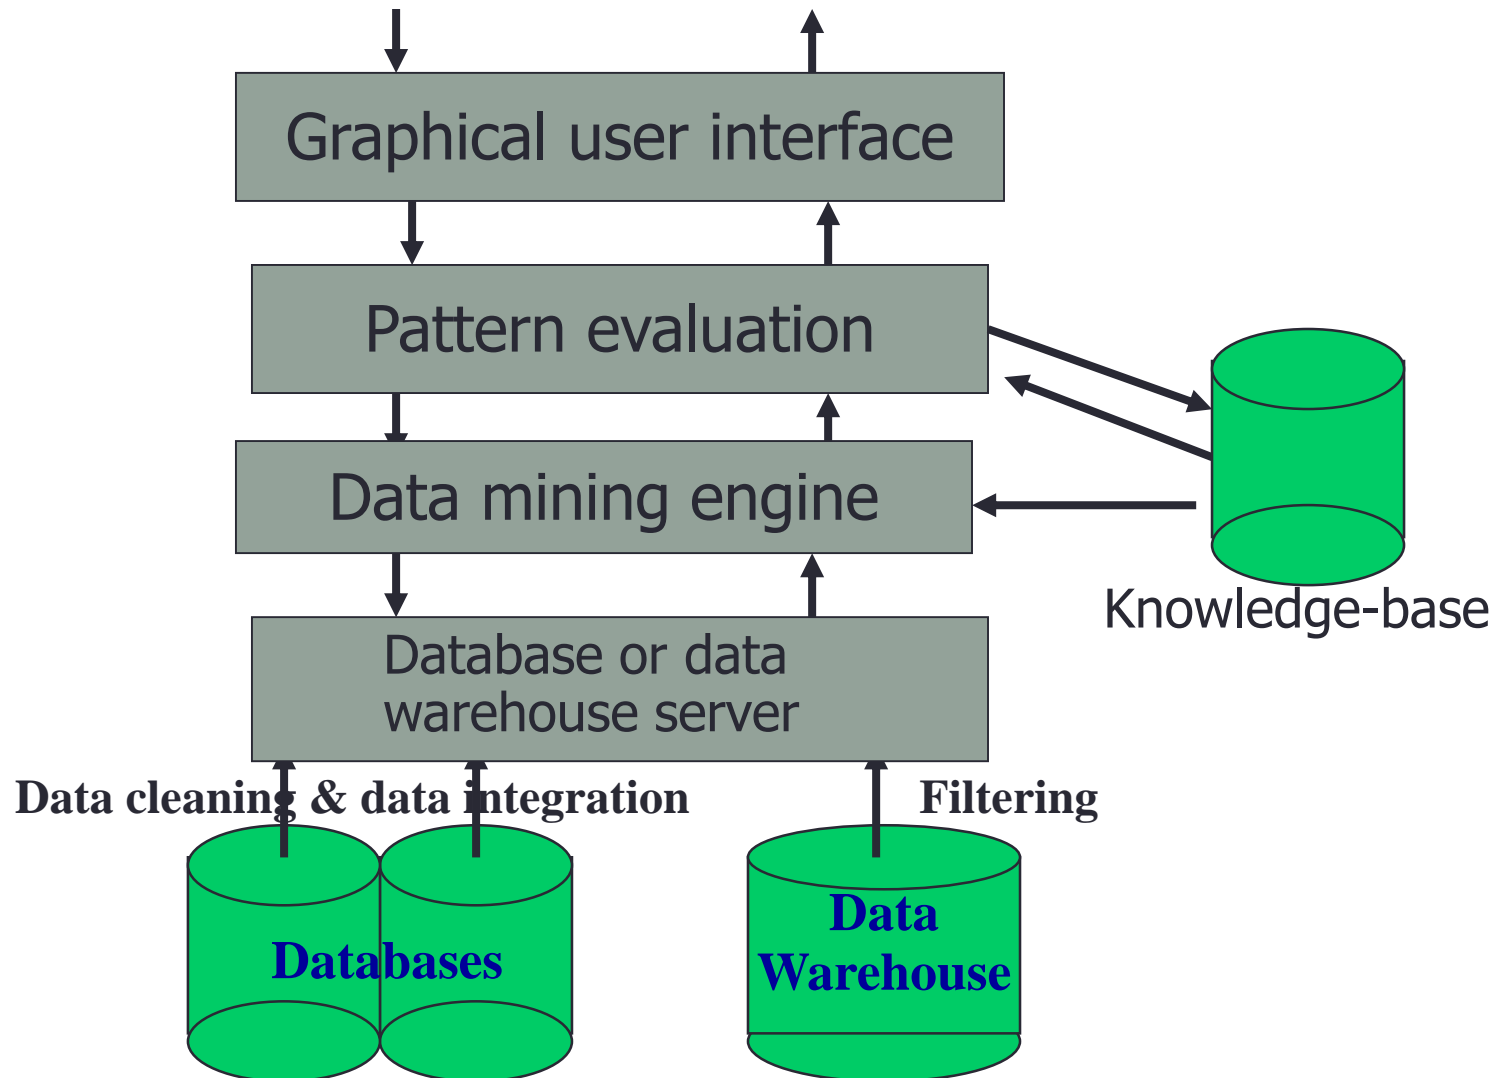 Graphical user interface
Pattern evaluation
Data mining engine
Knowledge-base
Database or data
warehouse server
Data cleaning & data integration
Filtering
Databases
Data
Warehouse